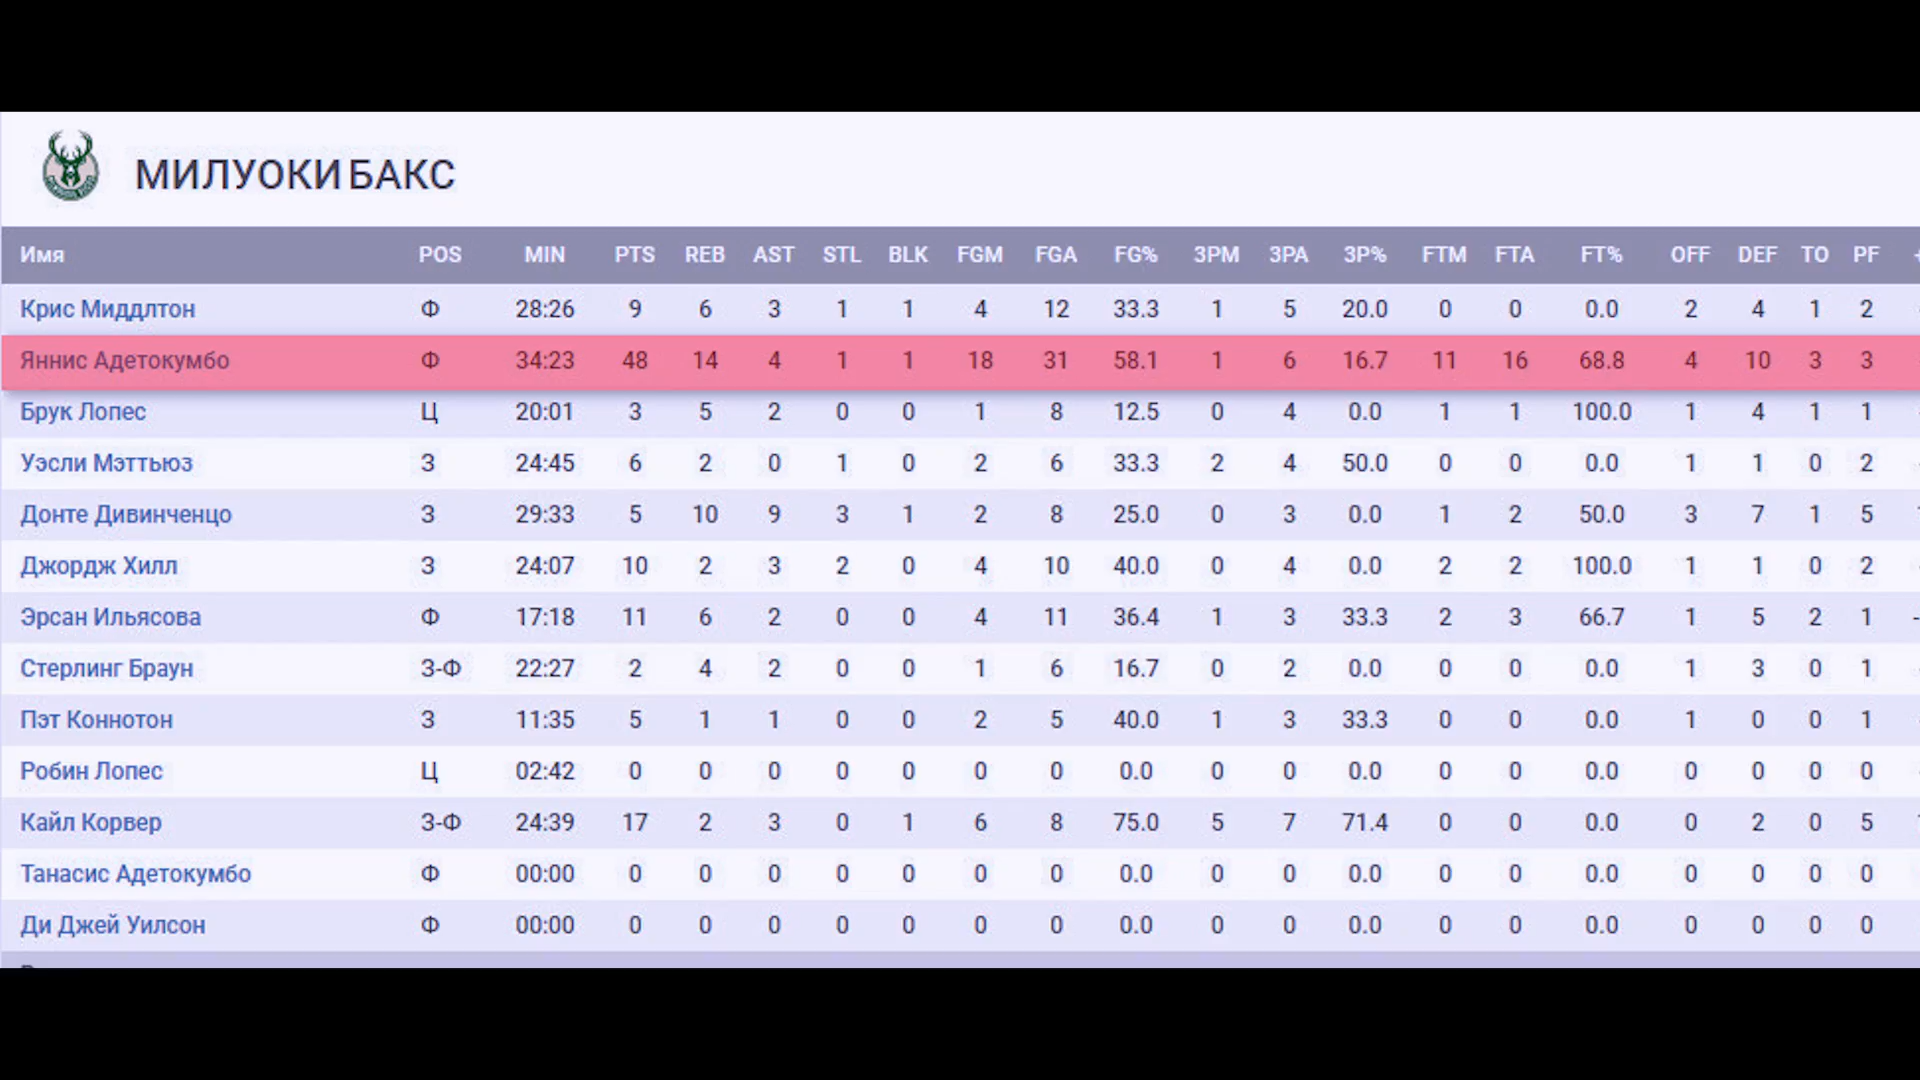 МИЛУОКИ БАКС
Имя POS MIN PTS REB AST STL BLK FGM FGA FG% 3PM 3PA 3P% FTM FTA FT% OFF DEF TO PF
Крис Миддлтон Ф 28:26 9 6 3 1 1 4 12 33.3 1 5 20.0 0 0 0.0 2 4 1 2
Яннис Адетокумбо Ф 34:23 48 14 4 1 1 18 31 58.1 1 6 16.7 11 16 68.8 4 10 3 3
Брук Лопес Ц 20:01 3 5 2 0 0 1 8 12.5 0 4 0.0 1 1 100.0 1 4 1 1
Уэсли Мэттьюз З 24:45 6 2 0 1 0 2 6 33.3 2 4 50.0 0 0 0.0 1 1 0 2
Донте Дивинченцо З 29:33 5 10 9 3 1 2 8 25.0 0 3 0.0 1 2 50.0 3 7 1 5
Джордж Хилл З 24:07 10 2 3 2 0 4 10 40.0 0 4 0.0 2 2 100.0 1 1 0 2
Эрсан Ильясова Ф 17:18 11 6 2 0 0 4 11 36.4 1 3 33.3 2 3 66.7 1 5 2 1
Стерлинг Браун З-Ф 22:27 2 4 2 0 0 1 6 16.7 0 2 0.0 0 0 0.0 1 3 0 1
Пэт Коннотон З 11:35 5 1 1 0 0 2 5 40.0 1 3 33.3 0 0 0.0 1 0 0 1
Робин Лопес Ц 02:42 0 0 0 0 0 0 0 0.0 0 0 0.0 0 0 0.0 0 0 0 0
Кайл Корвер З-Ф 24:39 17 2 3 0 1 6 8 75.0 5 7 71.4 0 0 0.0 0 2 0 5
Танасис Адетокумбо Ф 00:00 0 0 0 0 0 0 0 0.0 0 0 0.0 0 0 0.0 0 0 0 0
Ди Джей Уилсон Ф 00:00 0 0 0 0 0 0 0 0.0 0 0 0.0 0 0 0.0 0 0 0 0